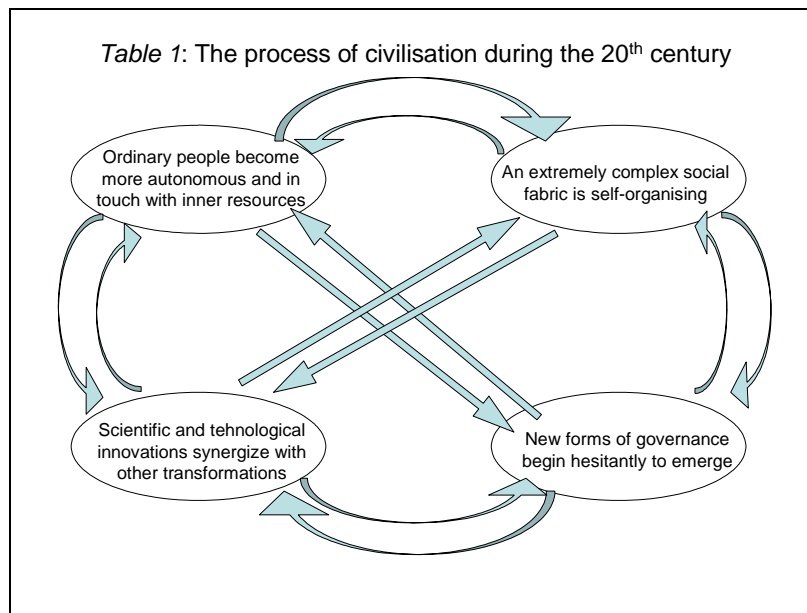 Table 1: The process of civilisation during the 20th century
Ordinary people become
more autonomous and in
touch with inner resources
An extremely complex social
fabric is self-organising
Scientific and tehnological
innovations synergize with
other transformations
New forms of governance
begin hesitantly to emerge